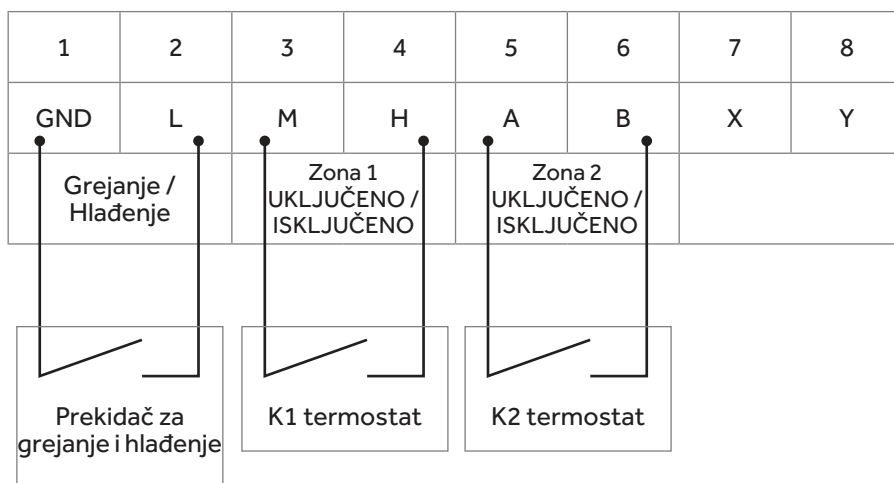 1 2 3 4 5 6 7 8
GND L M H A B X Y
Grejanje /
Hlađenje
Zona 1
UKLJUČENO /
ISKLJUČENO
Zona 2
UKLJUČENO /
ISKLJUČENO
Prekidač za
grejanje i hlađenje
K1 termostat
K2 termostat